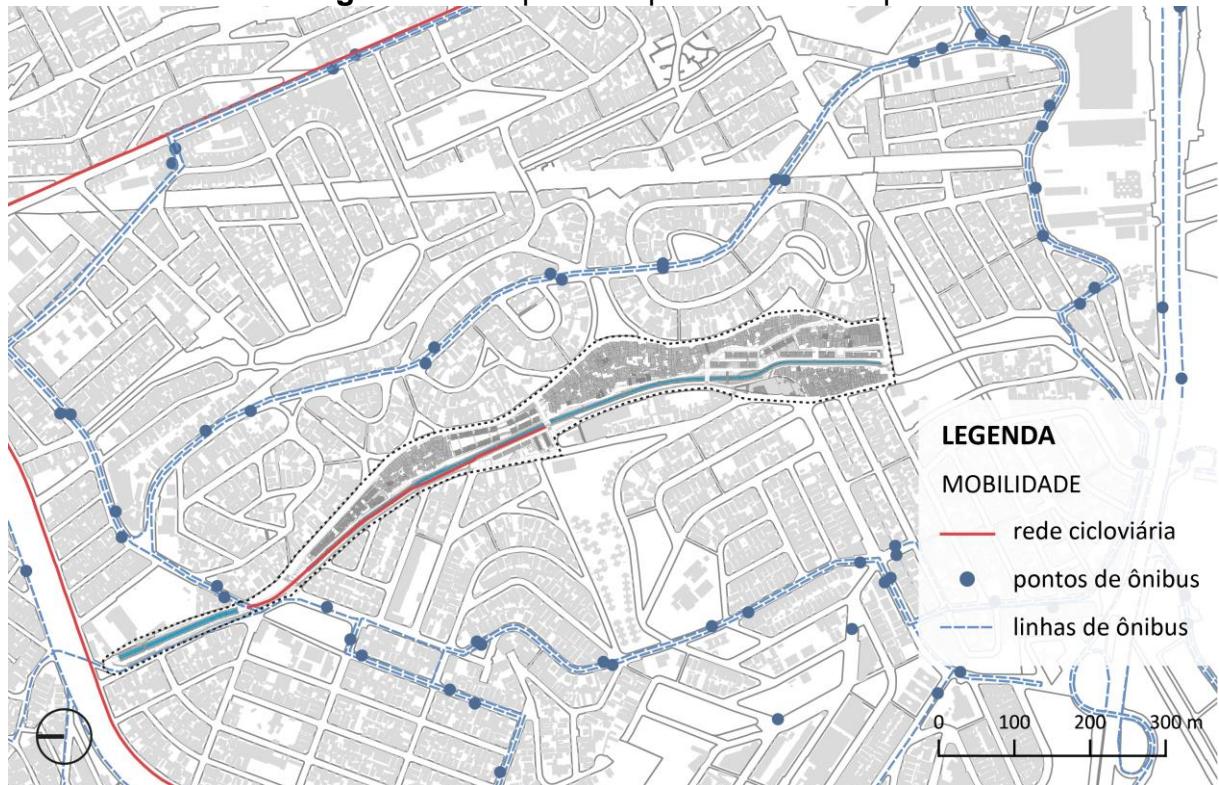 LEGENDA
MOBILIDADE
rede cicloviária
pontos de ônibus
linhas de ônibus
0 100 200 300 m